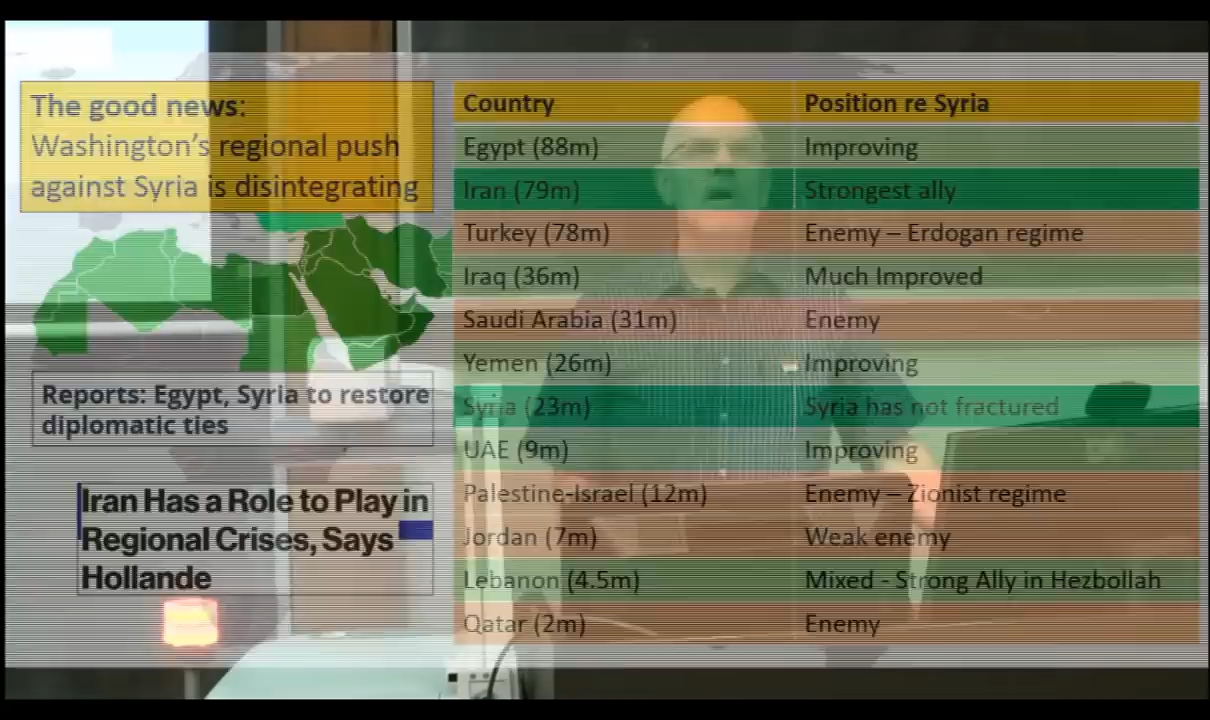 The good news:
Washington's regional push
against Syria is disintegrating
Reports: Egypt, Syria to restore
diplomatic ties
Iran Has a Role to Play in
Regional Crises, Says
Hollande
Country Position re Syria
Egypt (88m) Improving
Iran (79m) Strongest ally
Turkey (78m) Enemy – Erdogan regime
Iraq (36m) Much Improved
Saudi Arabia (31m) Enemy
Yemen (26m) Improving
Syria (23m) Syria has not fractured
UAE (9m) Improving
Palestine-Israel (12m) Enemy – Zionist regime
Jordan (7m) Weak enemy
Lebanon (4.5m) Mixed - Strong Ally in Hezbollah
Qatar (2m) Enemy